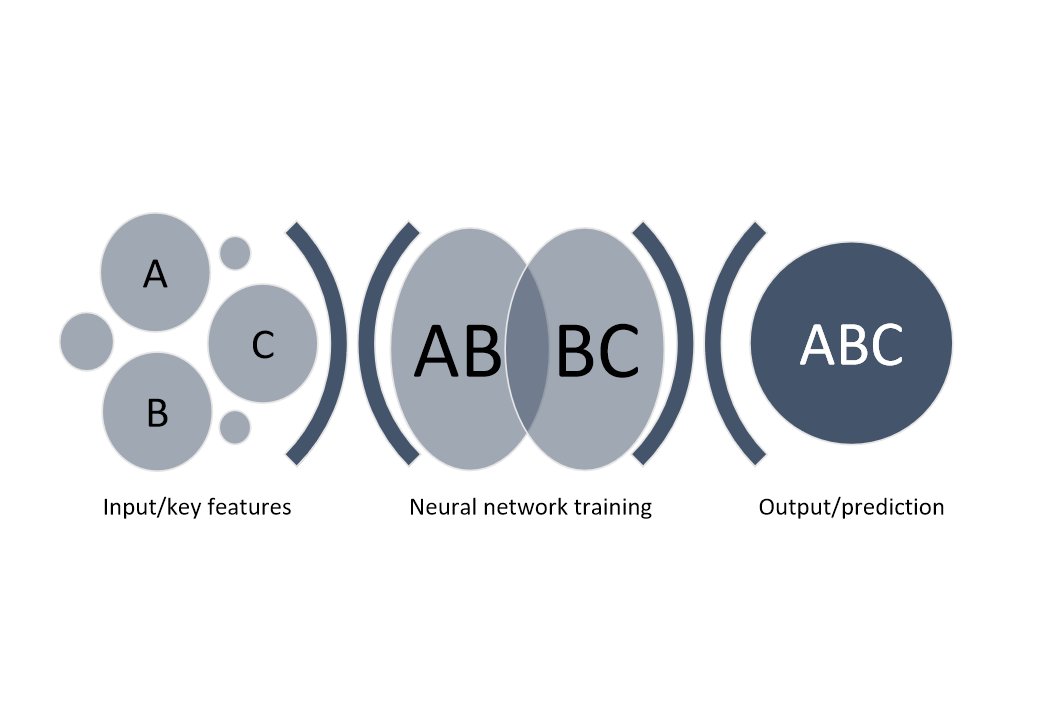 A
C
B
AB
BC
ABC
Input/key features
Neural network training
Output/prediction